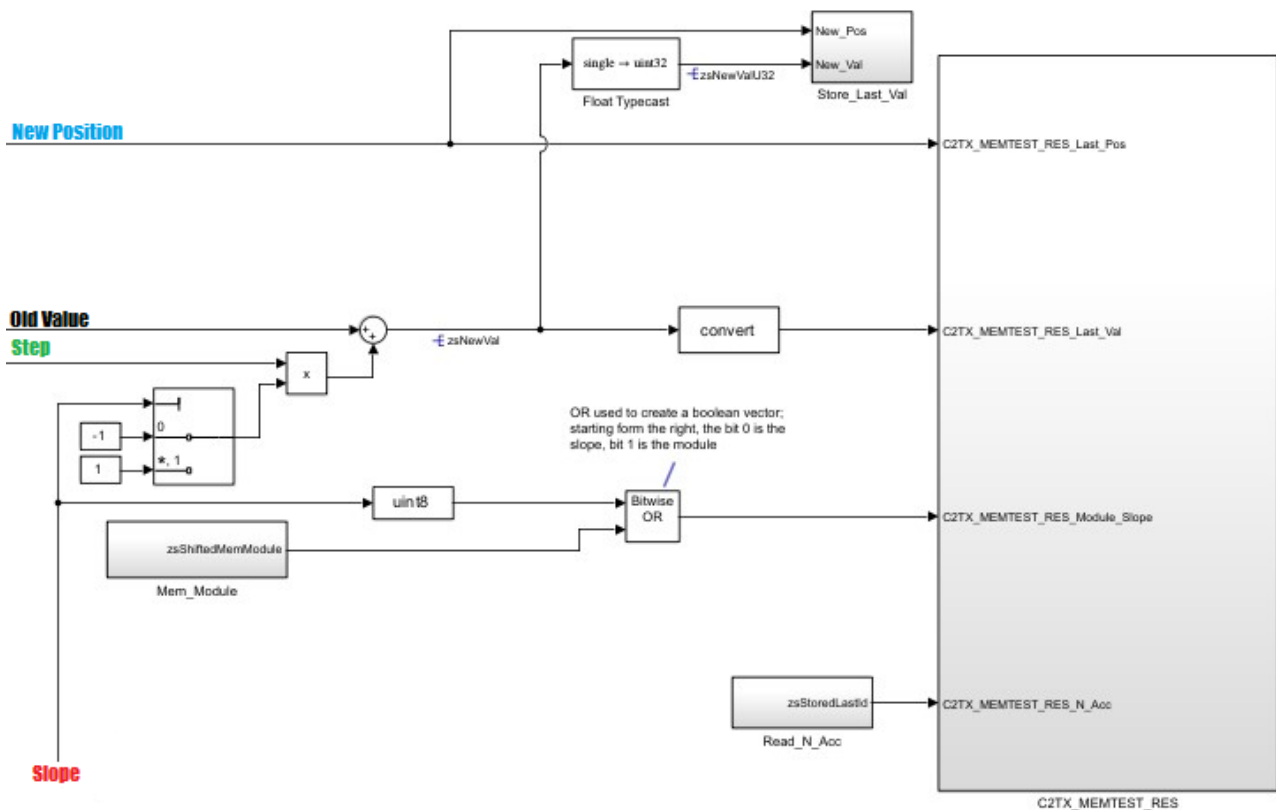 New_Pos
single → uint32
New_Val
zsNewValU32
Float Typecast
Store_Last_Val
New Position
C2TX_MEMTEST_RES_Last_Pos
Old Value
+
+
convert
C2TX_MEMTEST_RES_Last_Val
zsNewVal
Step
x
0
-1
*, 1
1
OR used to create a boolean vector;
starting form the right, the bit 0 is the
slope, bit 1 is the module
uint8
Bitwise
OR
C2TX_MEMTEST_RES_Module_Slope
zsShiftedMemModule
Mem_Module
zsStoredLastId
C2TX_MEMTEST_RES_N_Acc
Read_N_Acc
Slope
C2TX_MEMTEST_RES